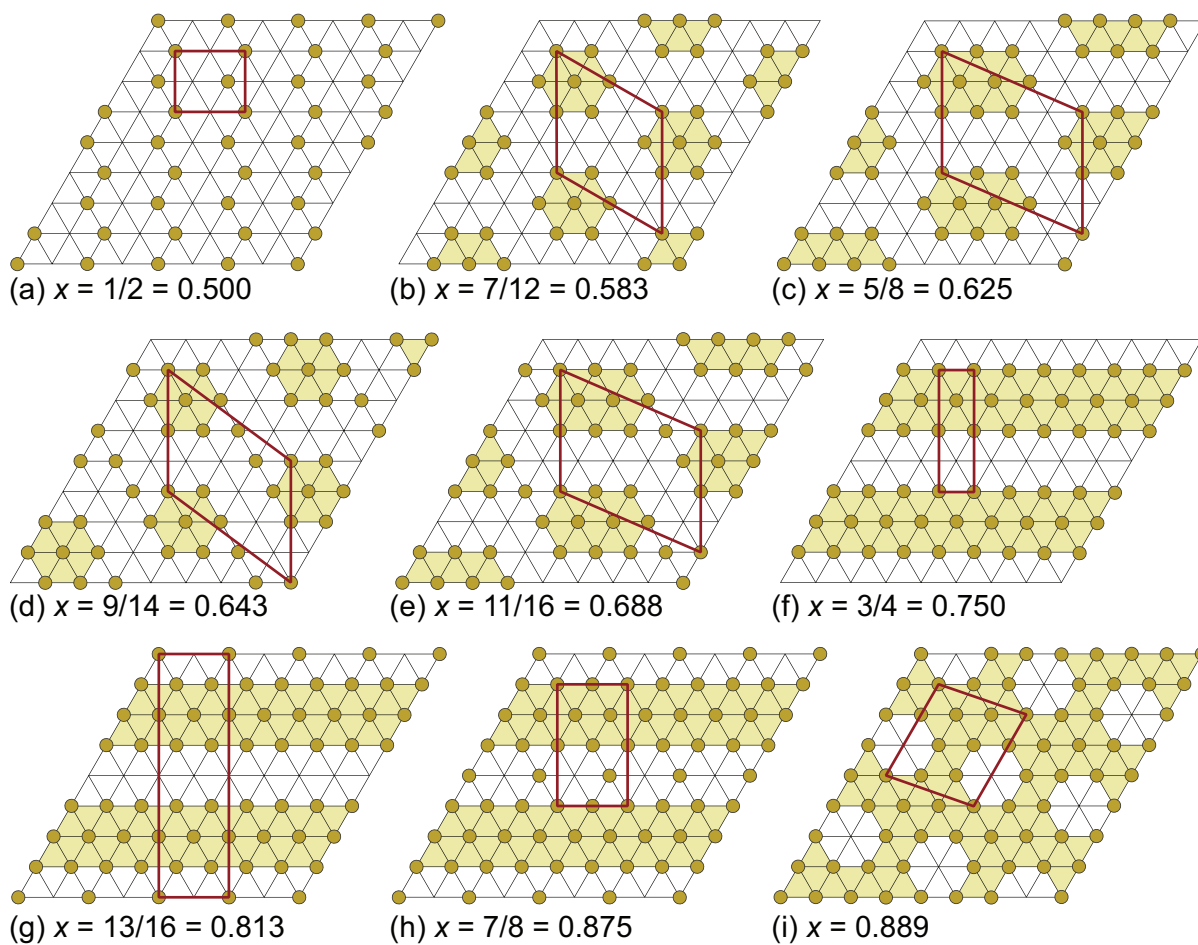 (a) x = 1/2 = 0.500
(b) x = 7/12 = 0.583
(c) x = 5/8 = 0.625
(d) x = 9/14 = 0.643
(e) x = 11/16 = 0.688
(f) x = 3/4 = 0.750
(g) x = 13/16 = 0.813
(h) x = 7/8 = 0.875
(i) x = 0.889